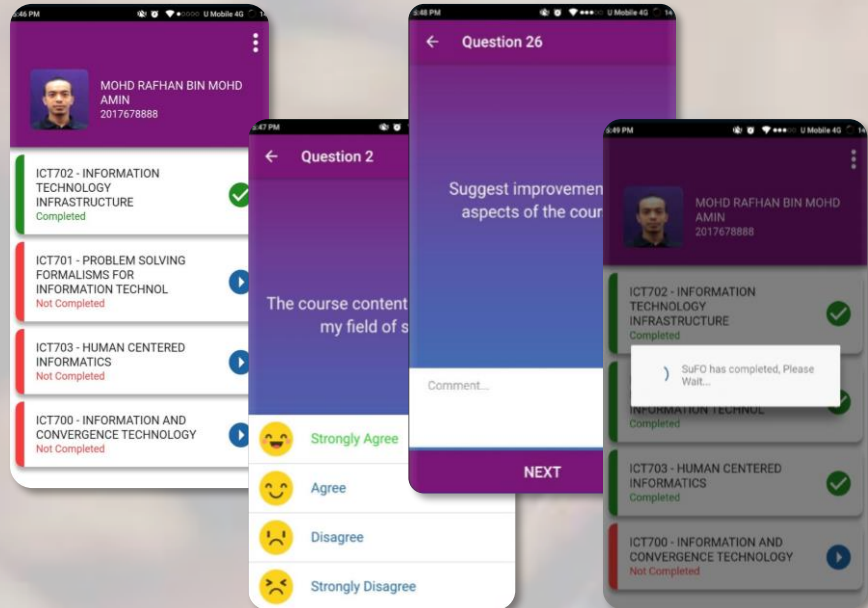 6:46 PM
U Mobile 4G
14
MOHD RAFHAN BIN MOHD
AMIN
2017678888
ICT702 - INFORMATION
TECHNOLOGY
INFRASTRUCTURE
Completed
ICT701 - PROBLEM SOLVING
FORMALISMS FOR
INFORMATION TECHNOL
Not Completed
ICT703 - HUMAN CENTERED
INFORMATICS
Not Completed
ICT700 - INFORMATION AND
CONVERGENCE TECHNOLOGY
Not Completed
6:47 PM
Question 2
The course content
my field of s
Strongly Agree
Agree
Disagree
Strongly Disagree
6:48 PM
U Mobile 4G
14
Question 26
Suggest improvemen
aspects of the cour
Comment...
NEXT
6:49 PM
U Mobile 4G
14
MOHD RAFHAN BIN MOHD
AMIN
2017678888
ICT702 - INFORMATION
TECHNOLOGY
INFRASTRUCTURE
Completed
SuFO has completed, Please
Wait...
INFORMATION TECHNOL
Completed
ICT703 - HUMAN CENTERED
INFORMATICS
Completed
ICT700 - INFORMATION AND
CONVERGENCE TECHNOLOGY
Not Completed